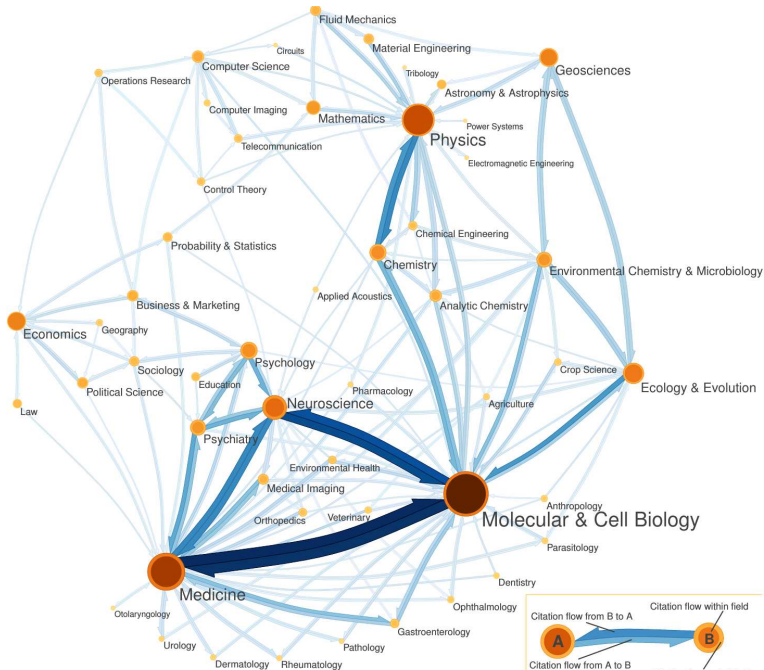 Fluid Mechanics
Material Engineering
Circuits
Computer Science
Geosciences
Tribology
Operations Research
Astronomy & Astrophysics
Computer Imaging
Mathematics
Power Systems
Physics
Telecommunication
Electromagnetic Engineering
Control Theory
Chemical Engineering
Probability & Statistics
Chemistry
Environmental Chemistry & Microbiology
Applied Acoustics
Analytic Chemistry
Business & Marketing
Geography
Economics
Psychology
Sociology
Crop Science
Education
Political Science
Pharmacology
Ecology & Evolution
Agriculture
Neuroscience
Law
Psychiatry
Environmental Health
Medical Imaging
Anthropology
Veterinary
Orthopedics
Molecular & Cell Biology
Parasitology
Dentistry
Medicine
Ophthalmology
Otolaryngology
Gastroenterology
Urology
Pathology
Dermatology
Rheumatology
Citation flow from B to A
Citation flow within field
A
B
Citation flow from A to B